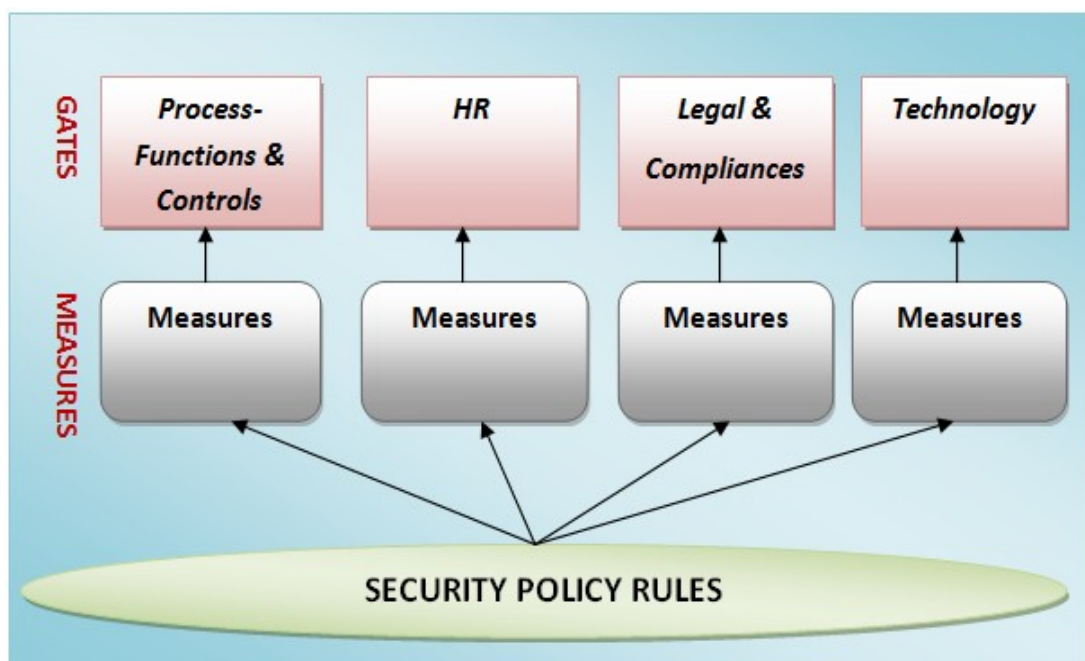 GATES
Process-
Functions &
Controls
HR
Legal &
Compliances
Technology
MEASURES
Measures
Measures
Measures
Measures
SECURITY POLICY RULES